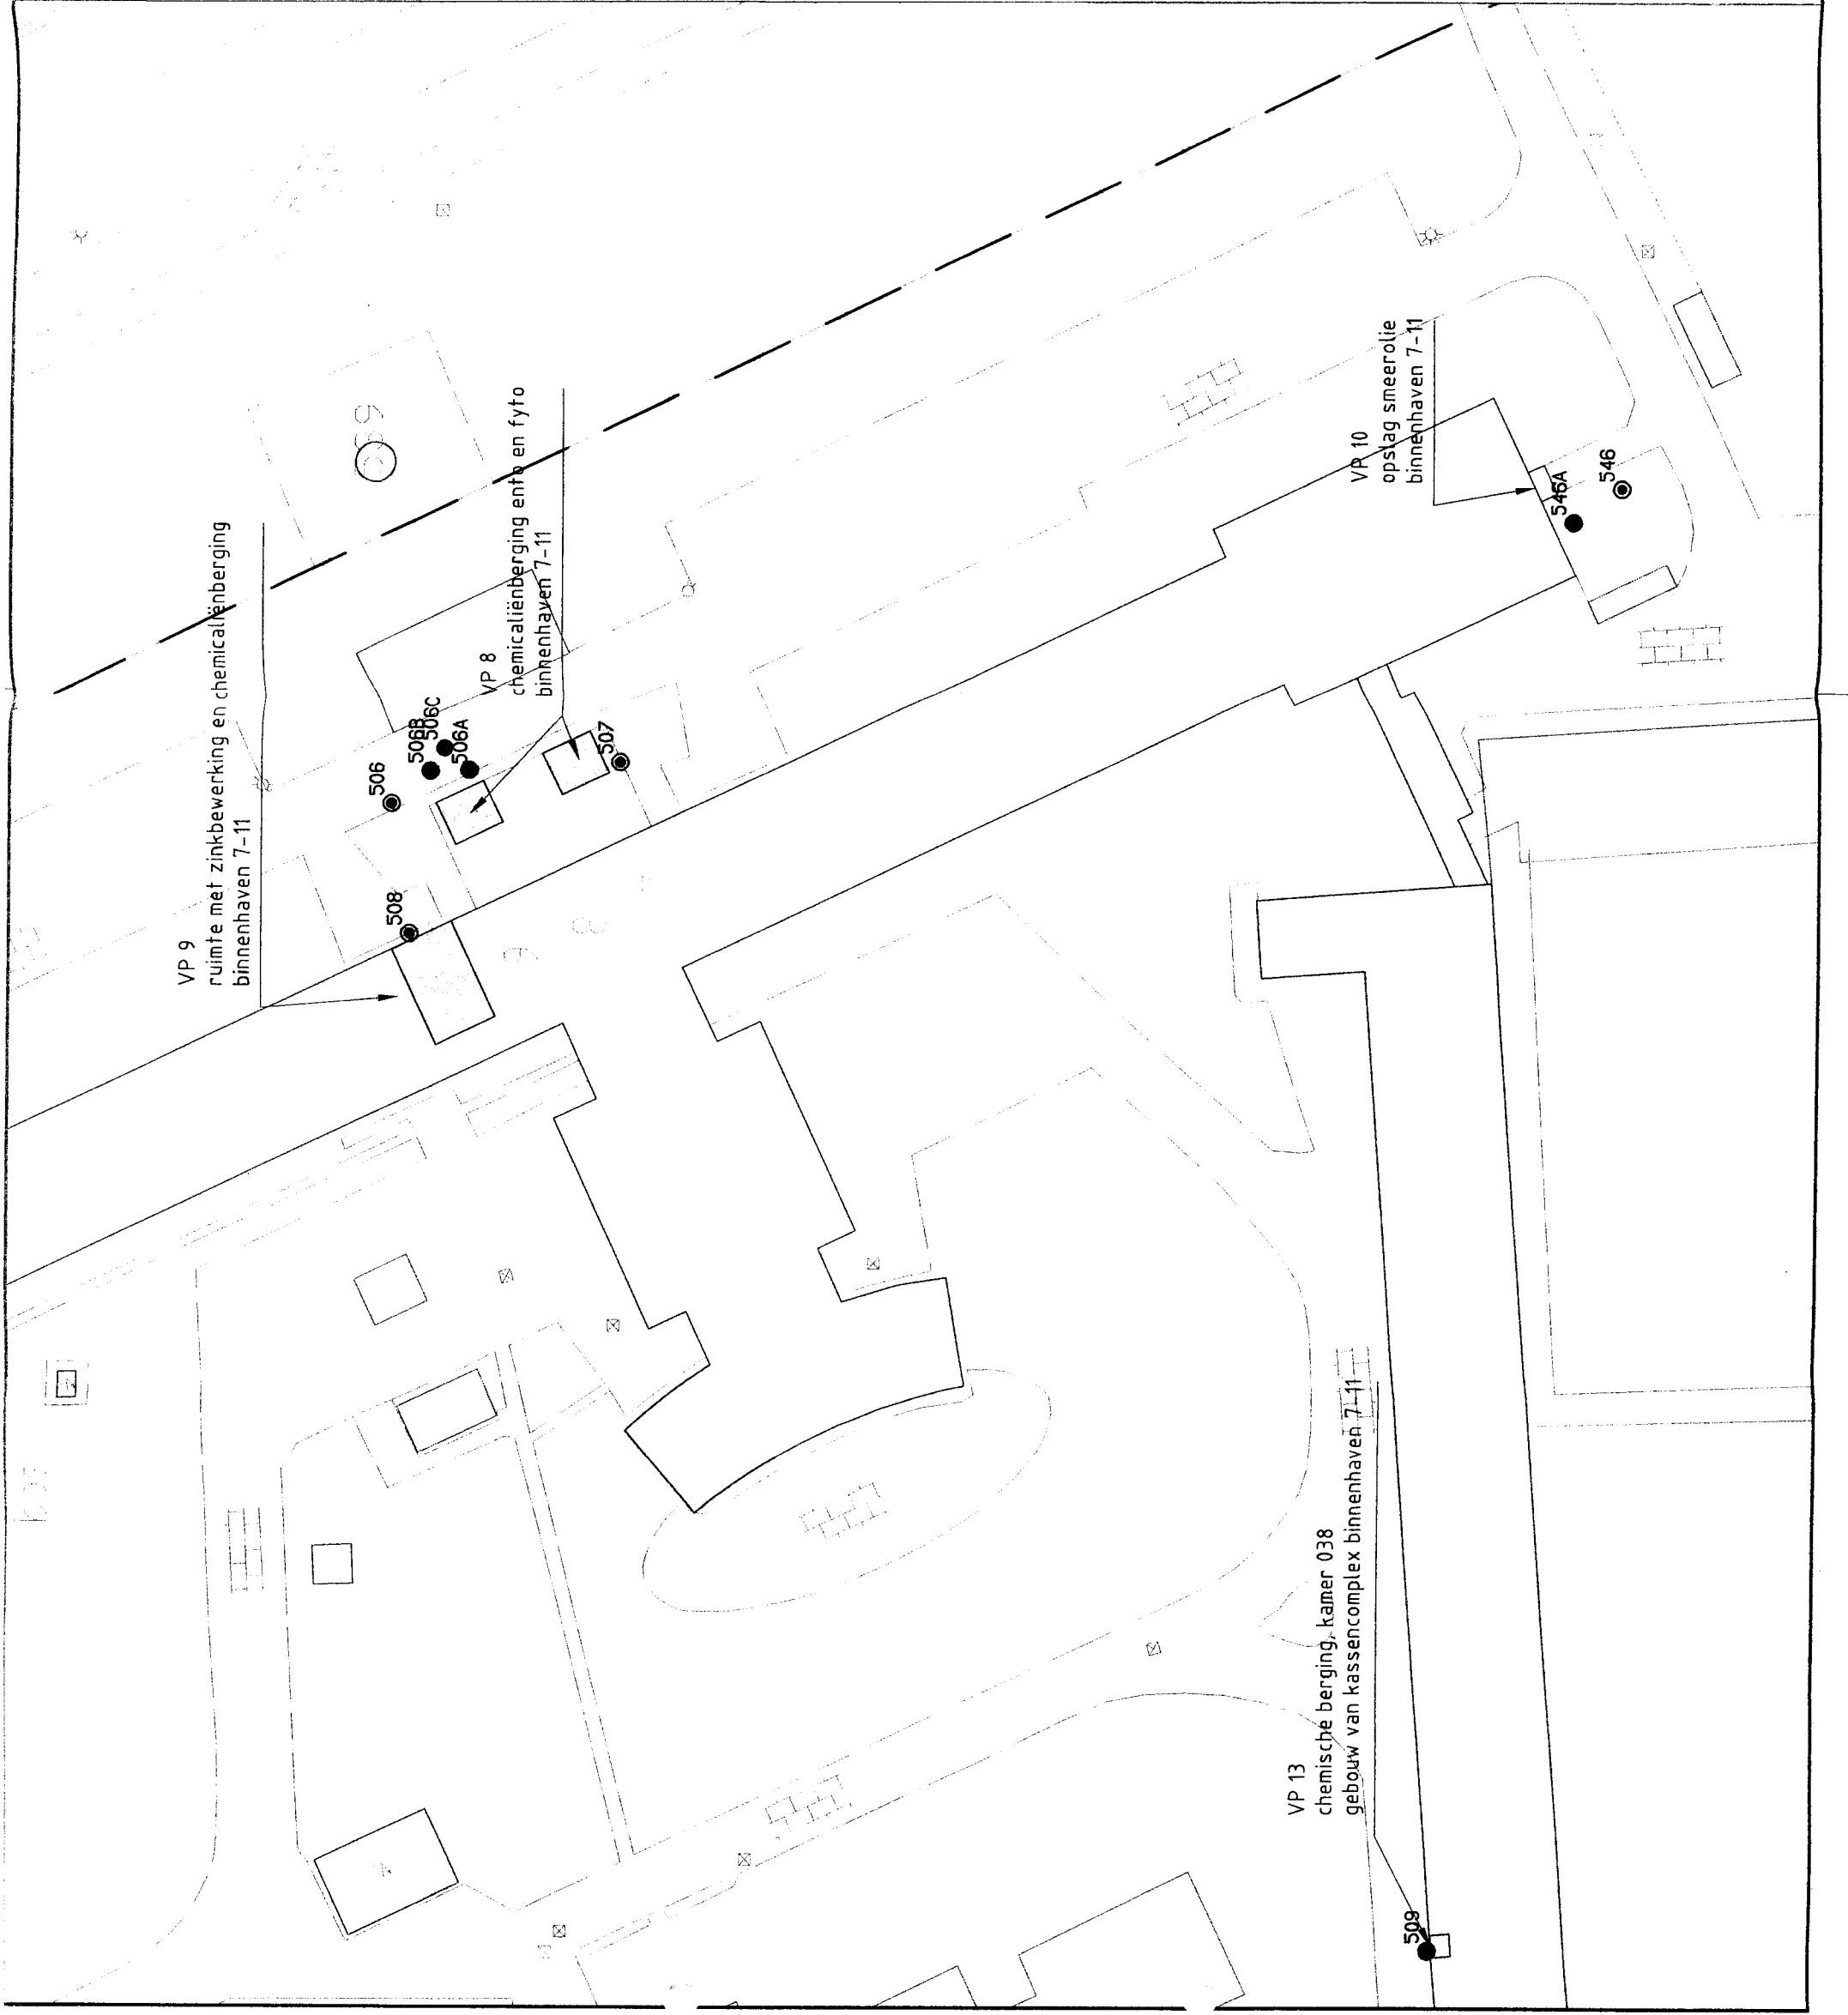 VP 9
ruimte met zinkbewerking en chemicaliënberging
binnenhaven 7-11
VP 8
chemicaliënberging ento en fyto
binnenhaven 7-11
VP 10
opslag smeerolie
binnenhaven 7-11
VP 13
chemische berging, kamer 038
gebouw van kassencomplex binnenhaven 7-11
508
506
506B
506C
506A
507
546A
546
509